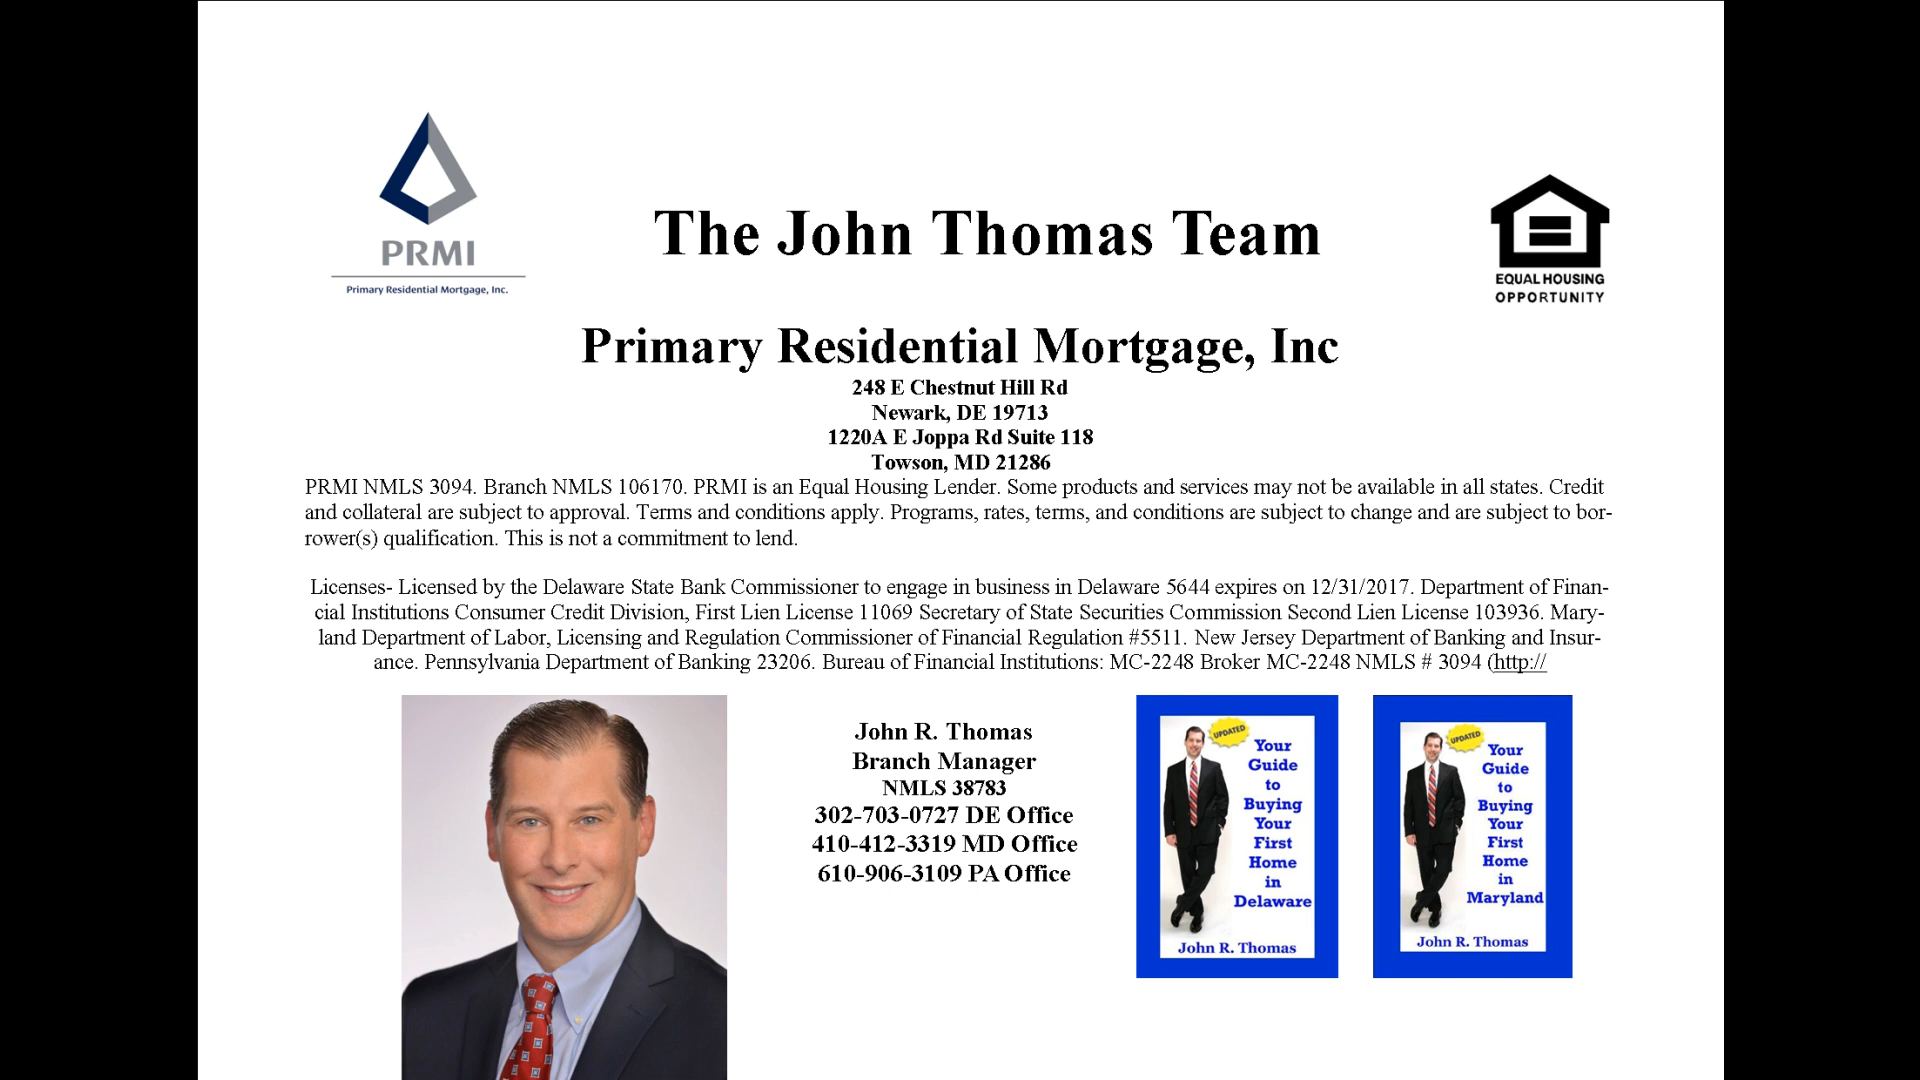 PRMI
Primary Residential Mortgage, Inc.
The John Thomas Team
EQUAL HOUSING
OPPORTUNITY
Primary Residential Mortgage, Inc
248 E Chestnut Hill Rd
Newark, DE 19713
1220A E Joppa Rd Suite 118
Towson, MD 21286
PRMI NMLS 3094. Branch NMLS 106170. PRMI is an Equal Housing Lender. Some products and services may not be available in all states. Credit
and collateral are subject to approval. Terms and conditions apply. Programs, rates, terms, and conditions are subject to change and are subject to bor-
rower(s) qualification. This is not a commitment to lend.
Licenses- Licensed by the Delaware State Bank Commissioner to engage in business in Delaware 5644 expires on 12/31/2017. Department of Finan-
cial Institutions Consumer Credit Division, First Lien License 11069 Secretary of State Securities Commission Second Lien License 103936. Mary-
land Department of Labor, Licensing and Regulation Commissioner of Financial Regulation #5511. New Jersey Department of Banking and Insur-
ance. Pennsylvania Department of Banking 23206. Bureau of Financial Institutions: MC-2248 Broker MC-2248 NMLS # 3094 (http://
John R. Thomas
Branch Manager
NMLS 38783
302-703-0727 DE Office
410-412-3319 MD Office
610-906-3109 PA Office
UPDATED
Your
Guide
to
Buying
Your
First
Home
in
Delaware
John R. Thomas
UPDATED
Your
Guide
to
Buying
Your
First
Home
in
Maryland
John R. Thomas